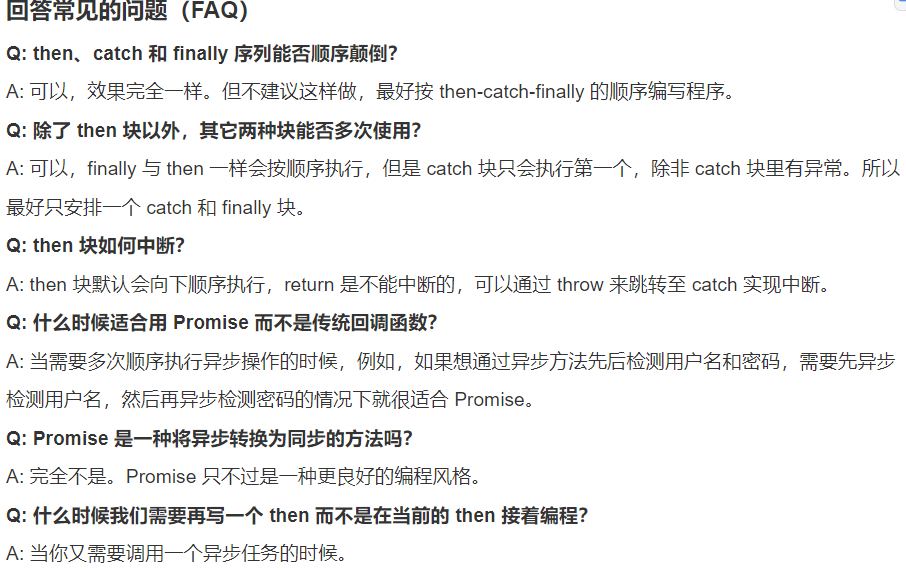 回答常见的问题（FAQ）
Q: then、catch 和 finally 序列能否顺序颠倒？
A: 可以，效果完全一样。但不建议这样做，最好按 then-catch-finally 的顺序编写程序。
Q: 除了 then 块以外，其它两种块能否多次使用？
A: 可以，finally 与 then 一样会按顺序执行，但是 catch 块只会执行第一个，除非 catch 块里有异常。所以
最好只安排一个 catch 和 finally 块。
Q: then 块如何中断？
A: then 块默认会向下顺序执行，return 是不能中断的，可以通过 throw 来跳转至 catch 实现中断。
Q: 什么时候适合用 Promise 而不是传统回调函数？
A: 当需要多次顺序执行异步操作的时候，例如，如果想通过异步方法先后检测用户名和密码，需要先异步
检测用户名，然后再异步检测密码的情况下就很适合 Promise。
Q: Promise 是一种将异步转换为同步的方法吗？
A: 完全不是。Promise 只不过是一种更良好的编程风格。
Q: 什么时候我们需要再写一个 then 而不是在当前的 then 接着编程？
A: 当你又需要调用一个异步任务的时候。